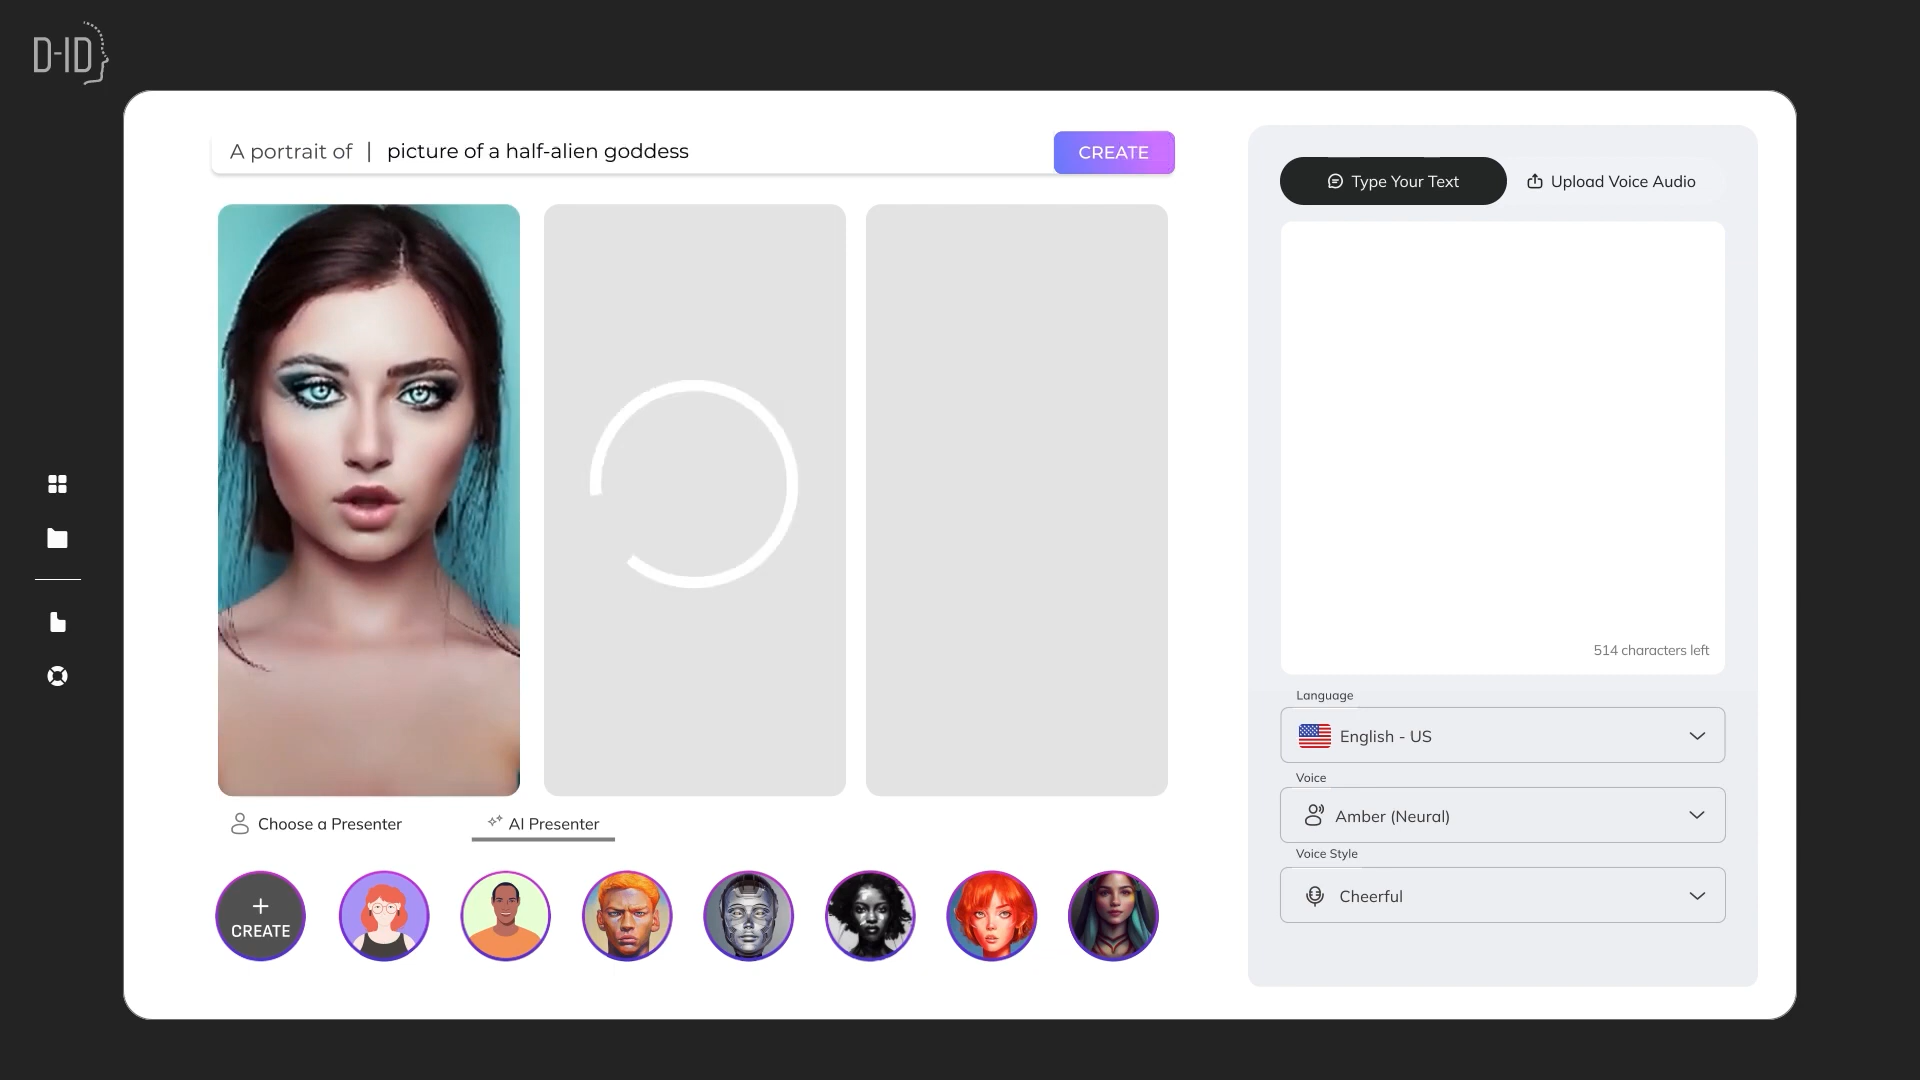 D-ID
A portrait of | picture of a half-alien goddess
CREATE
Type Your Text
Upload Voice Audio
514 characters left
Language
English - US
Voice
Amber (Neural)
Voice Style
Cheerful
Choose a Presenter
AI Presenter
+
CREATE